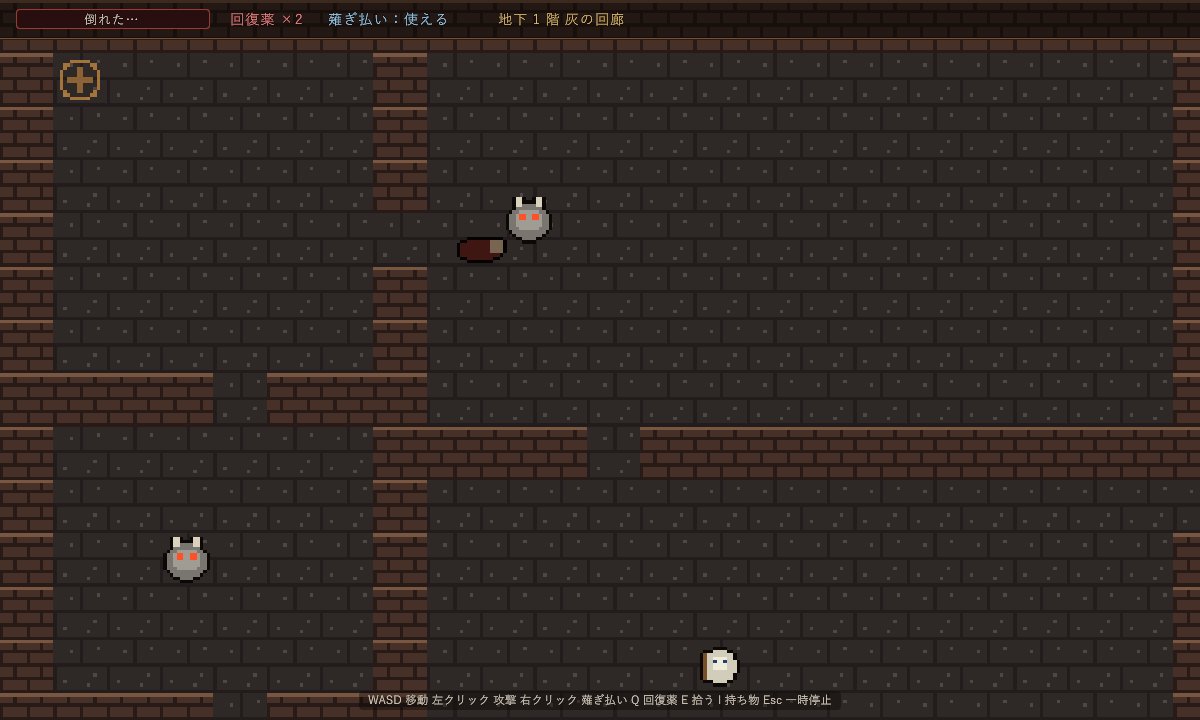 倒れた… 回復薬 ×2 薙ぎ払い：使える 地下 1 階 灰の回廊
WASD 移動 左クリック 攻撃 右クリック 薙ぎ払い Q 回復薬 E 拾う I 持ち物 Esc 一時停止